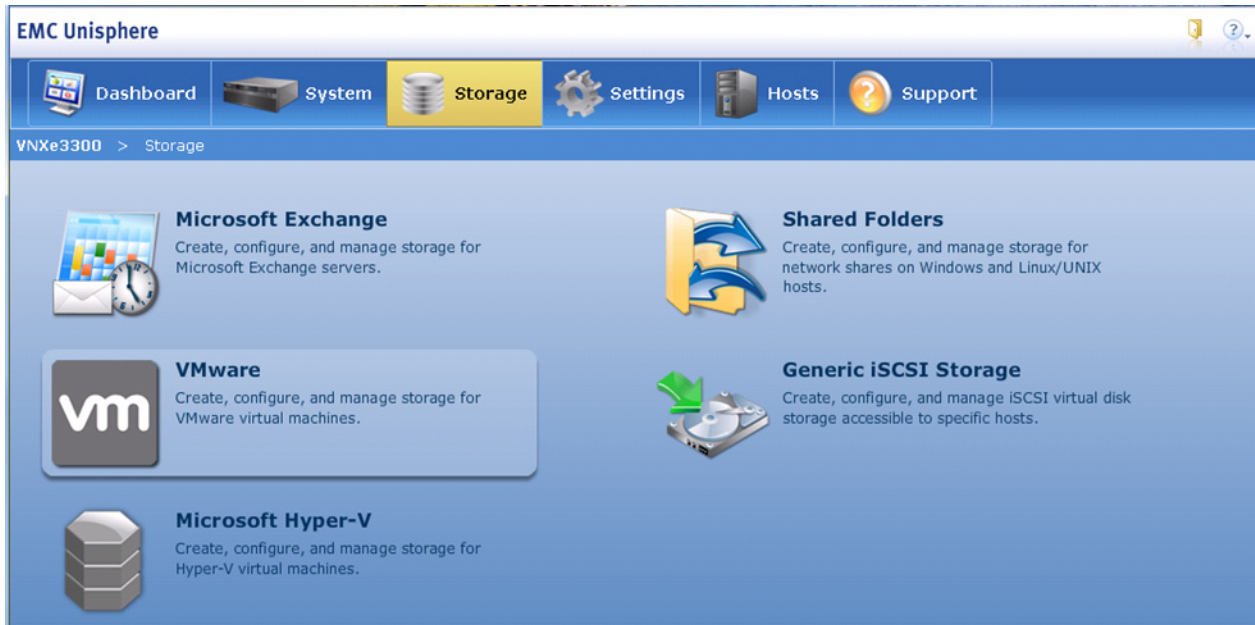 EMC Unisphere
?
Dashboard
System
Storage
Settings
Hosts
?
Support
VNXe3300 > Storage
Microsoft Exchange
Create, configure, and manage storage for
Microsoft Exchange servers.
Shared Folders
Create, configure, and manage storage for
network shares on Windows and Linux/UNIX
hosts.
vm
VMware
Create, configure, and manage storage for
VMware virtual machines.
Generic iSCSI Storage
Create, configure, and manage iSCSI virtual disk
storage accessible to specific hosts.
Microsoft Hyper-V
Create, configure, and manage storage for
Hyper-V virtual machines.